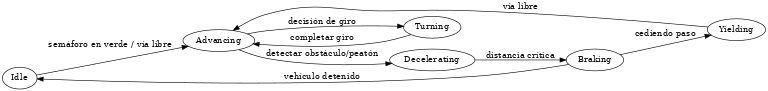 vía libre
decisión de giro
Turning
Yielding
semáforo en verde / vía libre
Advancing
completar giro
cediendo paso
detectar obstáculo/peatón
Decelerating
distancia crítica
Braking
Idle
vehículo detenido